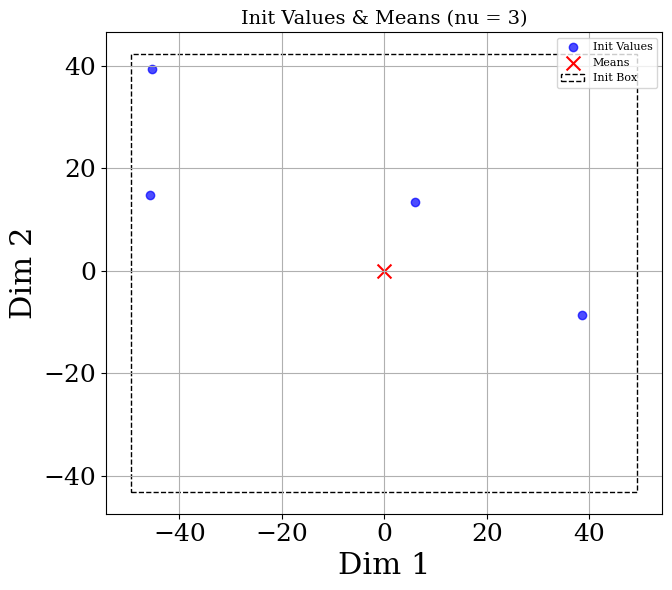 Init Values & Means (nu = 3)
Init Values
Means
Init Box
Dim 2
40
20
0
−20
−40
−40
−20
0
20
40
Dim 1